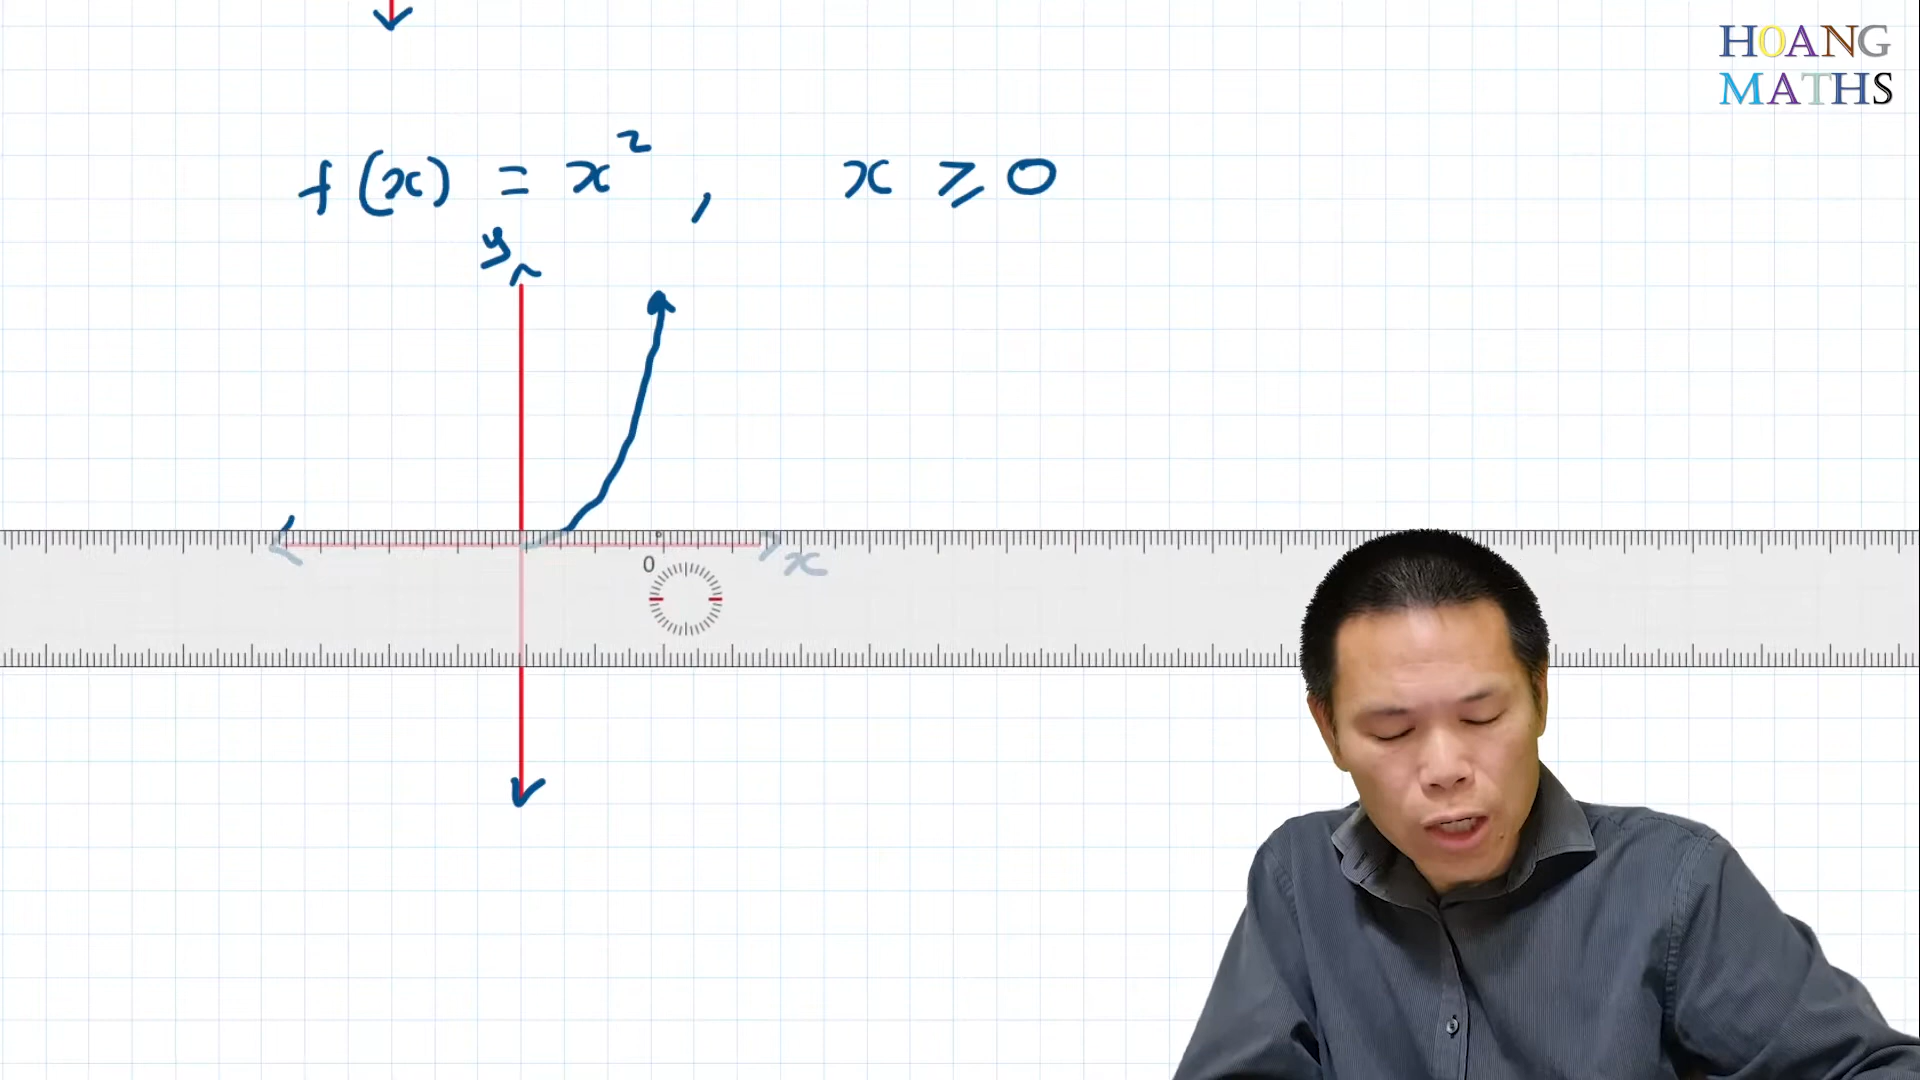 HOANG
MATHS
f(x) = x², x ≥ 0
y
x
0